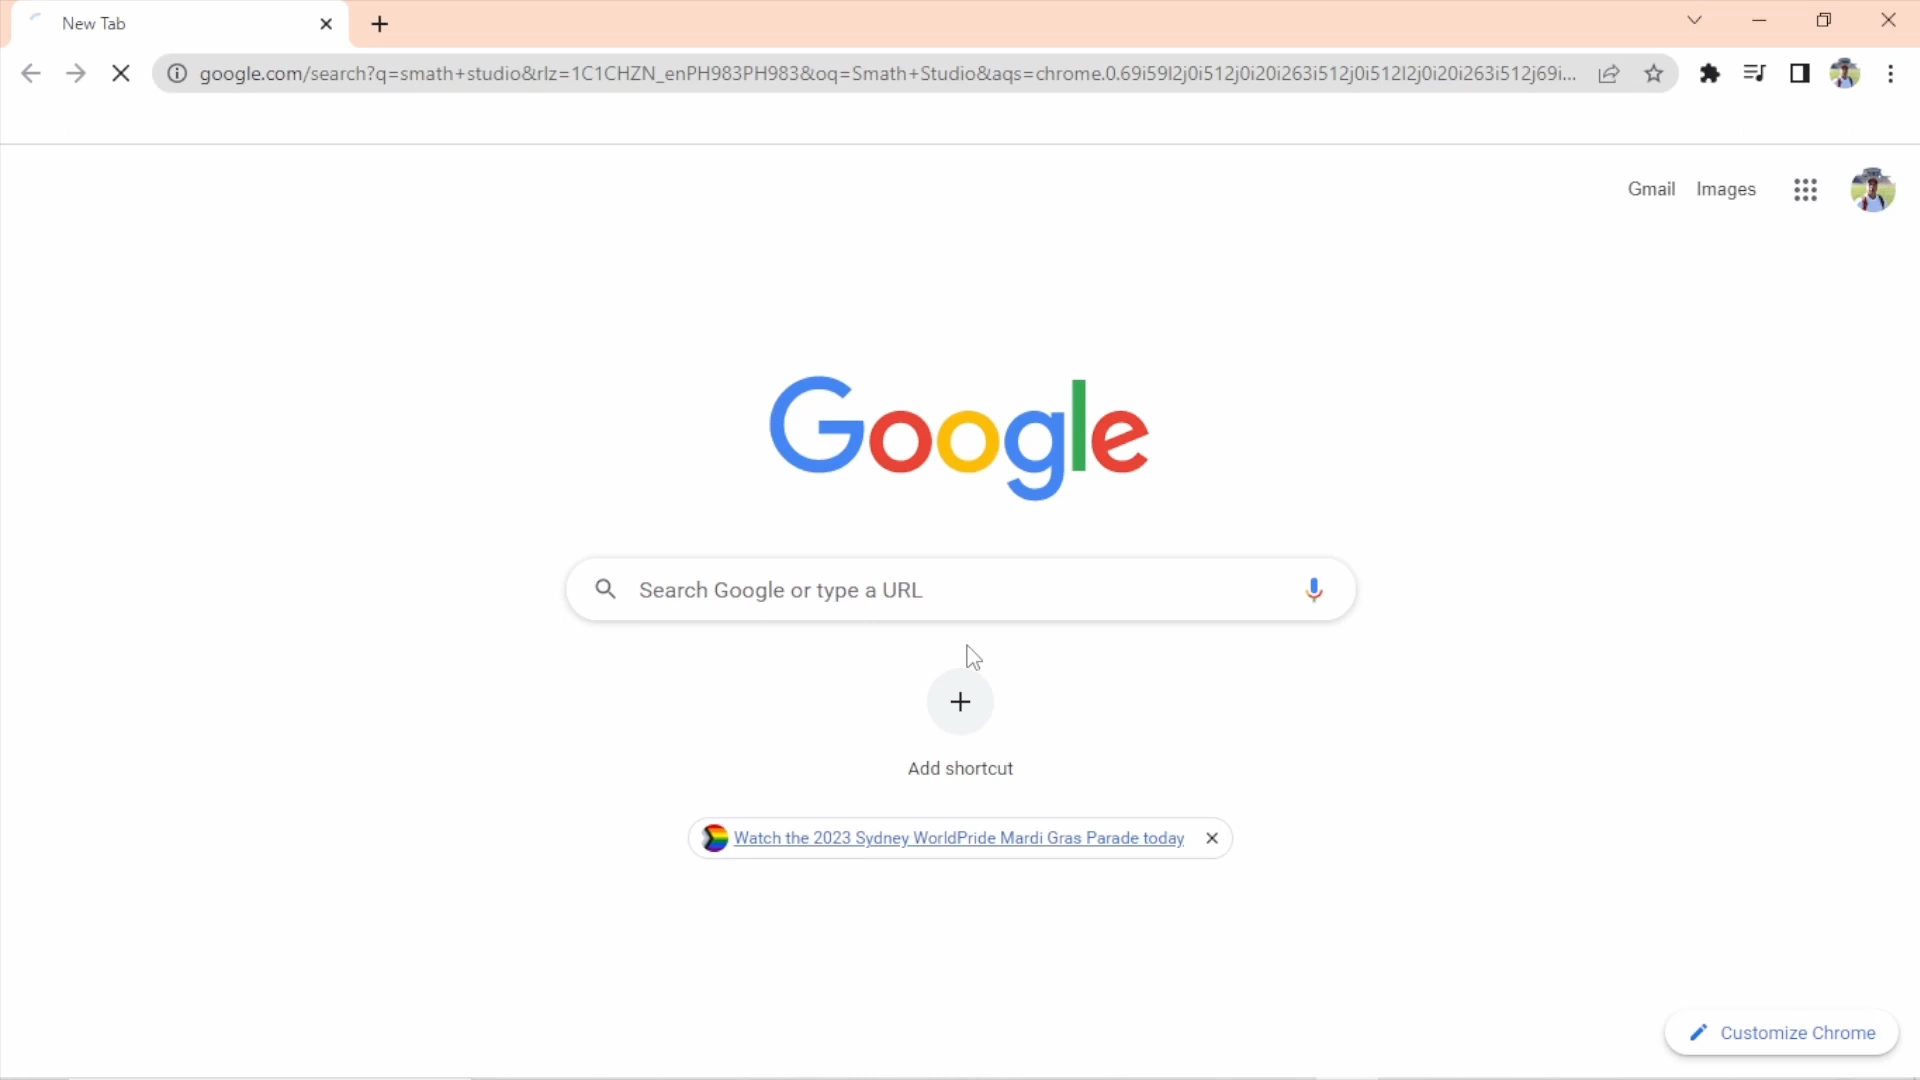 New Tab
google.com/search?q=smath+studio&rlz=1C1CHZN_enPH983PH983&oq=Smath+Studio&aqs=chrome.0.69i59l2j0i512j0i20i263i512j0i512l2j0i20i263i512j69i...
Gmail Images
Google
Search Google or type a URL
Add shortcut
Watch the 2023 Sydney WorldPride Mardi Gras Parade today
Customize Chrome